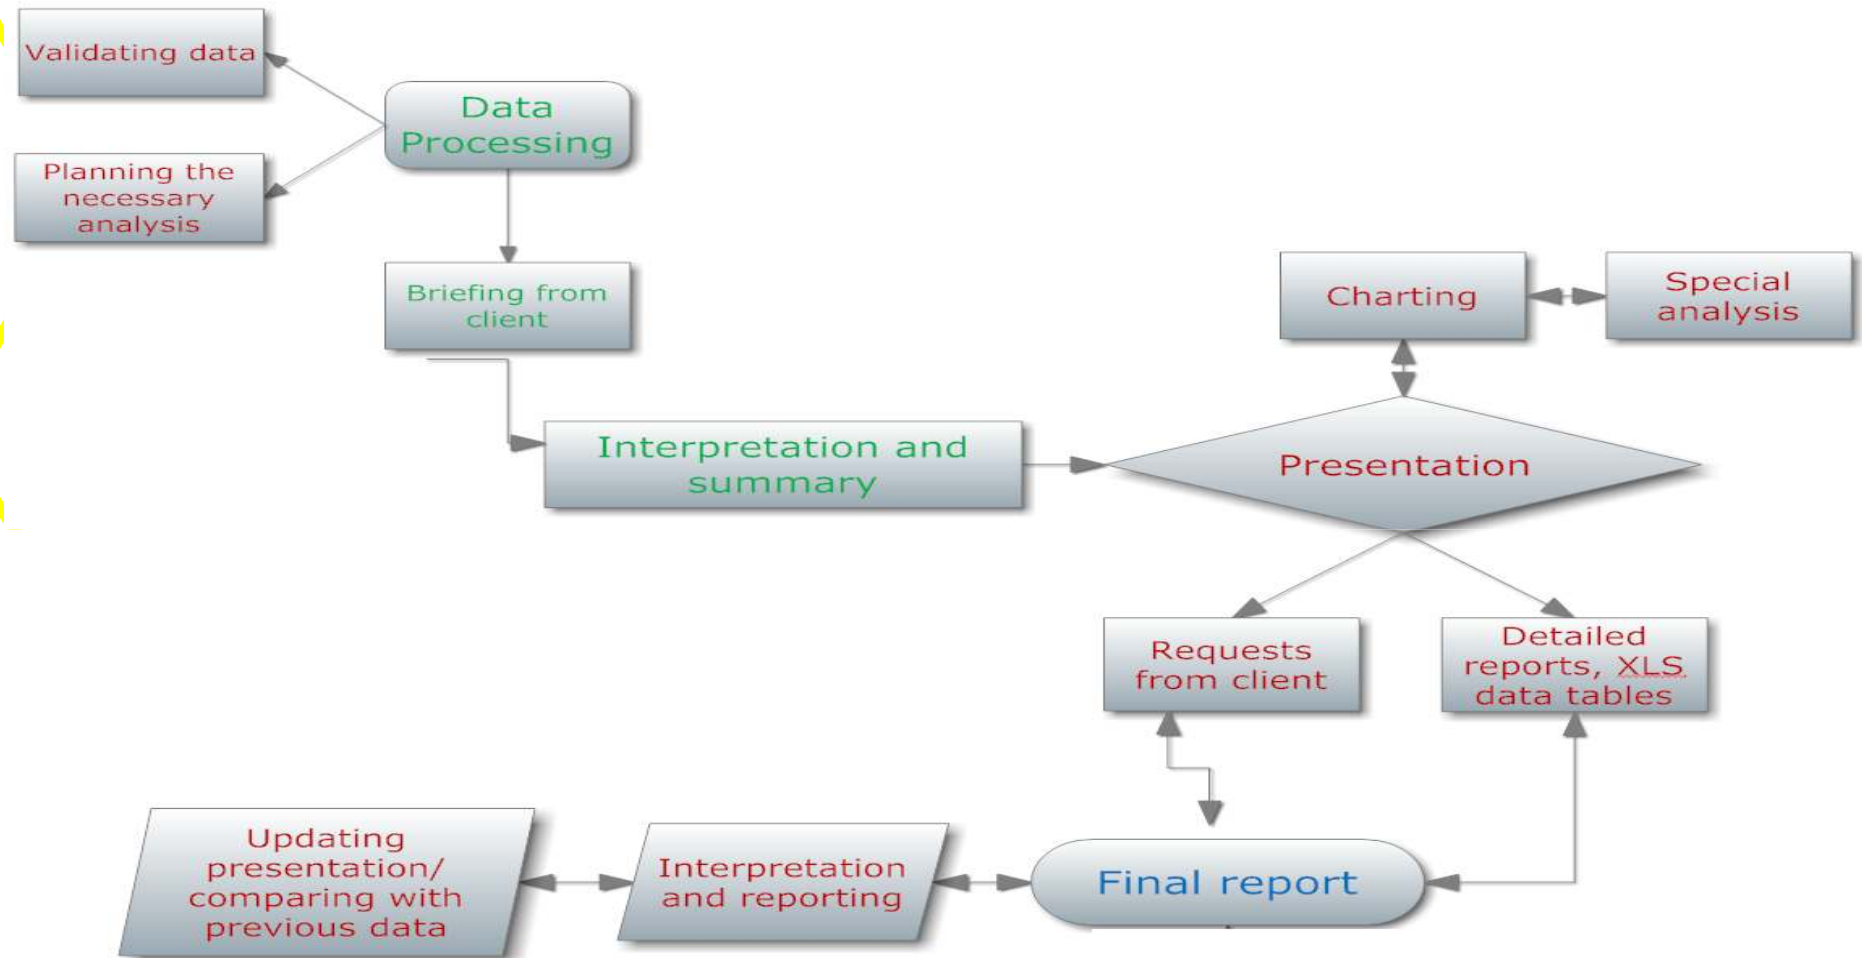 Validating data
Data
Processing
Planning the
necessary
analysis
Briefing from
client
Charting
Special
analysis
Interpretation and
summary
Presentation
Requests
from client
Detailed
reports, XLS
data tables
Updating
presentation/
comparing with
previous data
Interpretation
and reporting
Final report